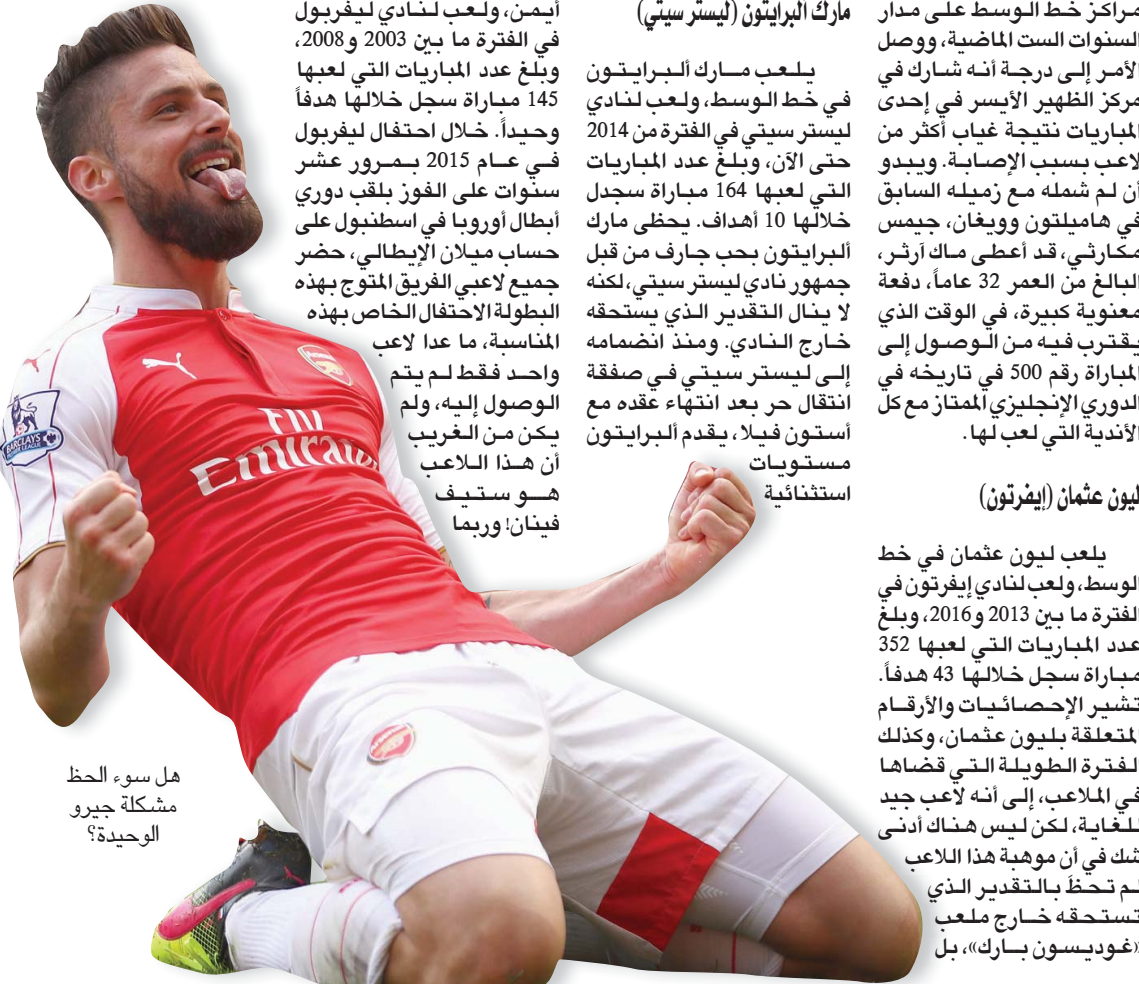 مراكز خط الوسط على مدار
السنوات الست الماضية، ووصل
الأمر إلى درجة أنه شارك في
مركز الظهير الأيسر في إحدى
المباريات نتيجة غياب أكثر من
لاعب بسبب الإصابة. ويبدو
أن لم شمله مع زميله السابق
في هاميلتون وويغان، جيمس
مكارثي، قد أعطى ماك آرثر،
البالغ من العمر 32 عاماً، دفعة
معنوية كبيرة، في الوقت الذي
يقترب فيه من الوصول إلى
المباراة رقم 500 في تاريخه في
الدوري الإنجليزي الممتاز مع كل
الأندية التي لعب لها.
ليون عثمان (إيفرتون)
يلعب ليون عثمان في خط
الوسط، ولعب لنادي إيفرتون في
الفترة ما بين 2013 و2016، وبلغ
عدد المباريات التي لعبها 352
مباراة سجل خلالها 43 هدفاً.
تشير الإحصائيات والأرقام
المتعلقة بليون عثمان، وكذلك
الفترة الطويلة التي قضاها
في الملاعب، إلى أنه لاعب جيد
للغاية، لكن ليس هناك أدنى
شك في أن موهبة هذا اللاعب
لم تحظَ بالتقدير الذي
تستحقه خارج ملعب
«غوديسون بارك»، بل
مارك البرايتون (ليستر سيتي)
يلعب مارك ألبرايتون
في خط الوسط، ولعب لنادي
ليستر سيتي في الفترة من 2014
حتى الآن، وبلغ عدد المباريات
التي لعبها 164 مباراة سجدل
خلالها 10 أهداف. يحظى مارك
ألبرايتون بحب جارف من قبل
جمهور نادي ليستر سيتي، لكنه
لا ينال التقدير الذي يستحقه
خارج النادي. ومنذ انضمامه
إلى ليستر سيتي في صفقة
انتقال حر بعد انتهاء عقده مع
أستون فيلا، يقدم ألبرايتون
مستويات
استثنائية
أيمن، ولعب لنادي ليفربول
في الفترة ما بين 2003 و2008،
وبلغ عدد المباريات التي لعبها
145 مباراة سجل خلالها هدفاً
وحيداً. خلال احتفال ليفربول
في عام 2015 بمرور عشر
سنوات على الفوز بلقب دوري
أبطال أوروبا في اسطنبول على
حساب ميلان الإيطالي، حضر
جميع لاعبي الفريق المتوج بهذه
البطولة الاحتفال الخاص بهذه
المناسبة، ما عدا لاعب
واحد فقط لم يتم
الوصول إليه، ولم
يكن من الغريب
أن هذا اللاعب
هو ستيف
فينان! وربما
Arsenal
Fly
Emirates
BARCLAYS
Arsenal
هل سوء الحظ
مشكلة جيرو
الوحيدة؟